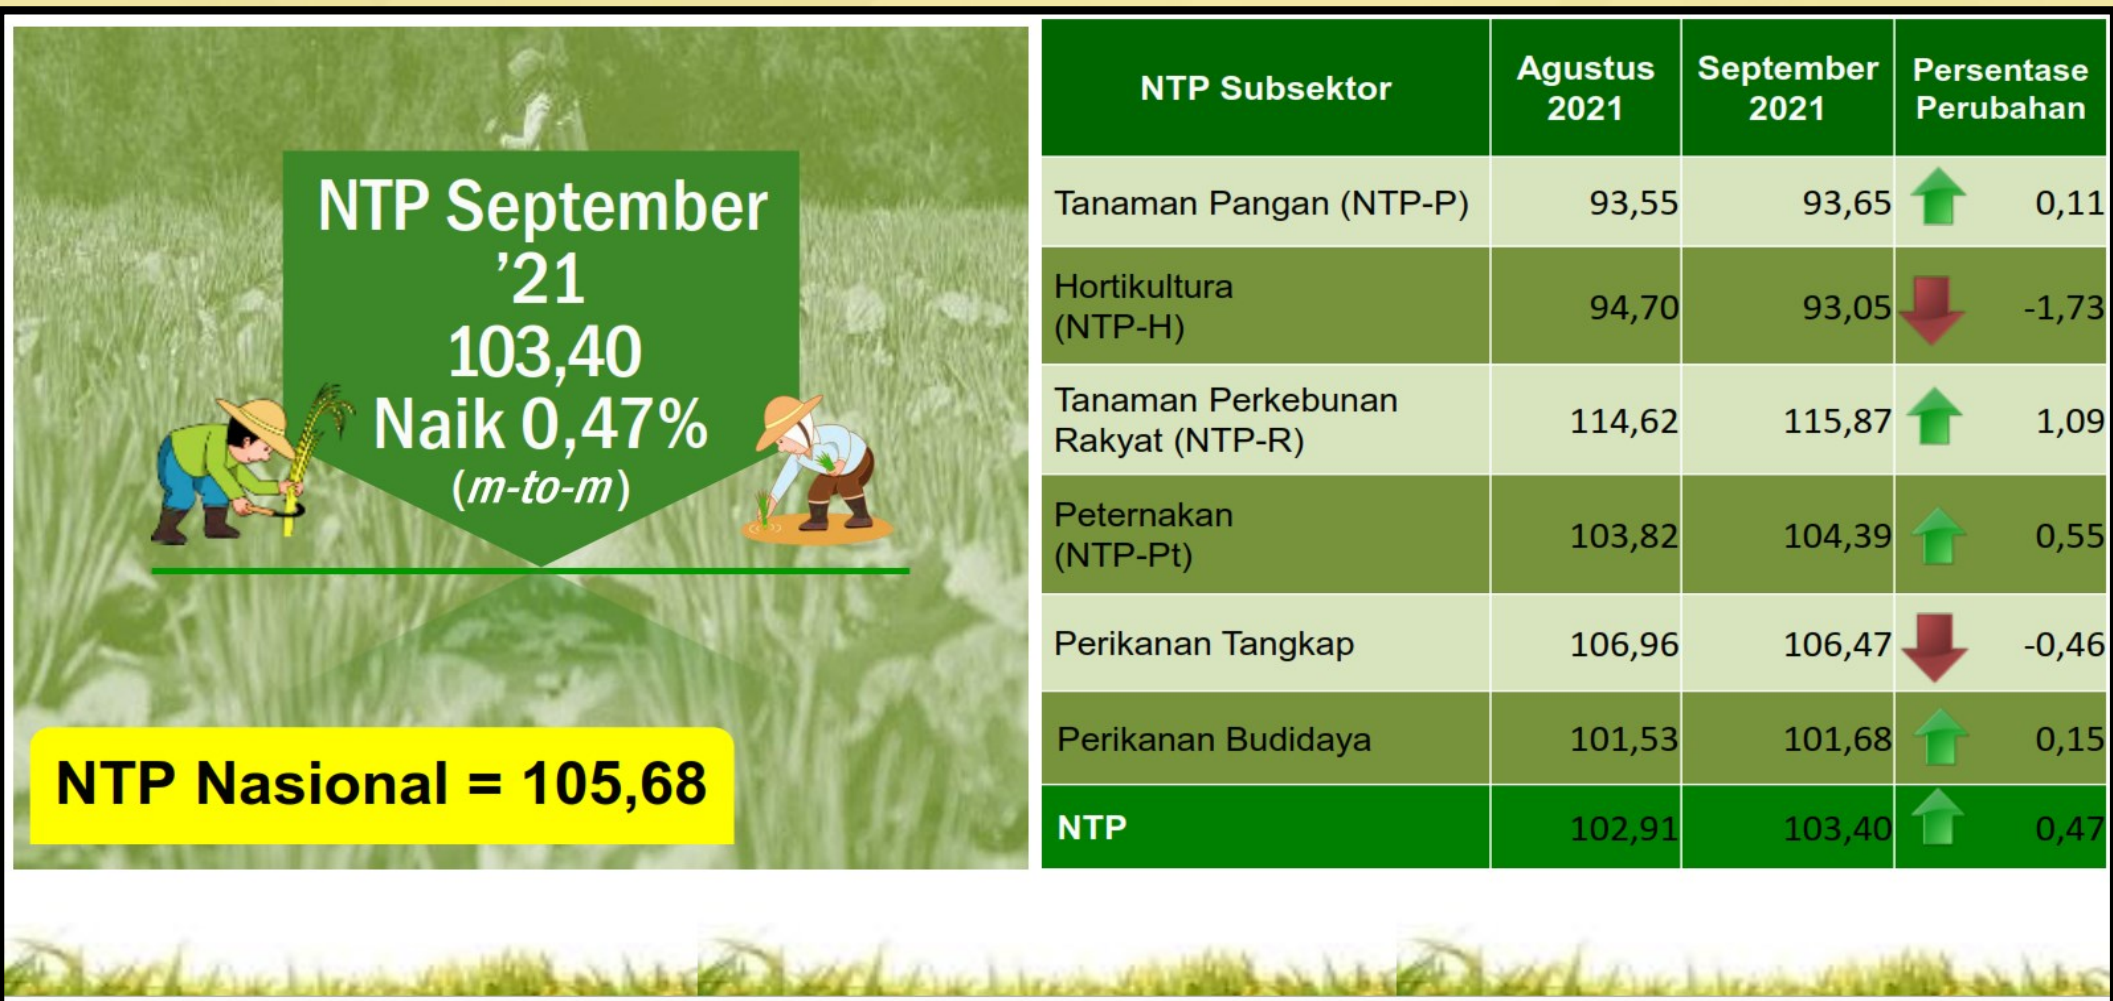 NTP September
’21
103,40
Naik 0,47%
(m-to-m)
NTP Nasional = 105,68
NTP Subsektor
Agustus
2021
September
2021
Persentase
Perubahan
Tanaman Pangan (NTP-P) 93,55 93,65 0,11
Hortikultura
(NTP-H) 94,70 93,05 -1,73
Tanaman Perkebunan
Rakyat (NTP-R) 114,62 115,87 1,09
Peternakan
(NTP-Pt) 103,82 104,39 0,55
Perikanan Tangkap 106,96 106,47 -0,46
Perikanan Budidaya 101,53 101,68 0,15
NTP 102,91 103,40 0,47